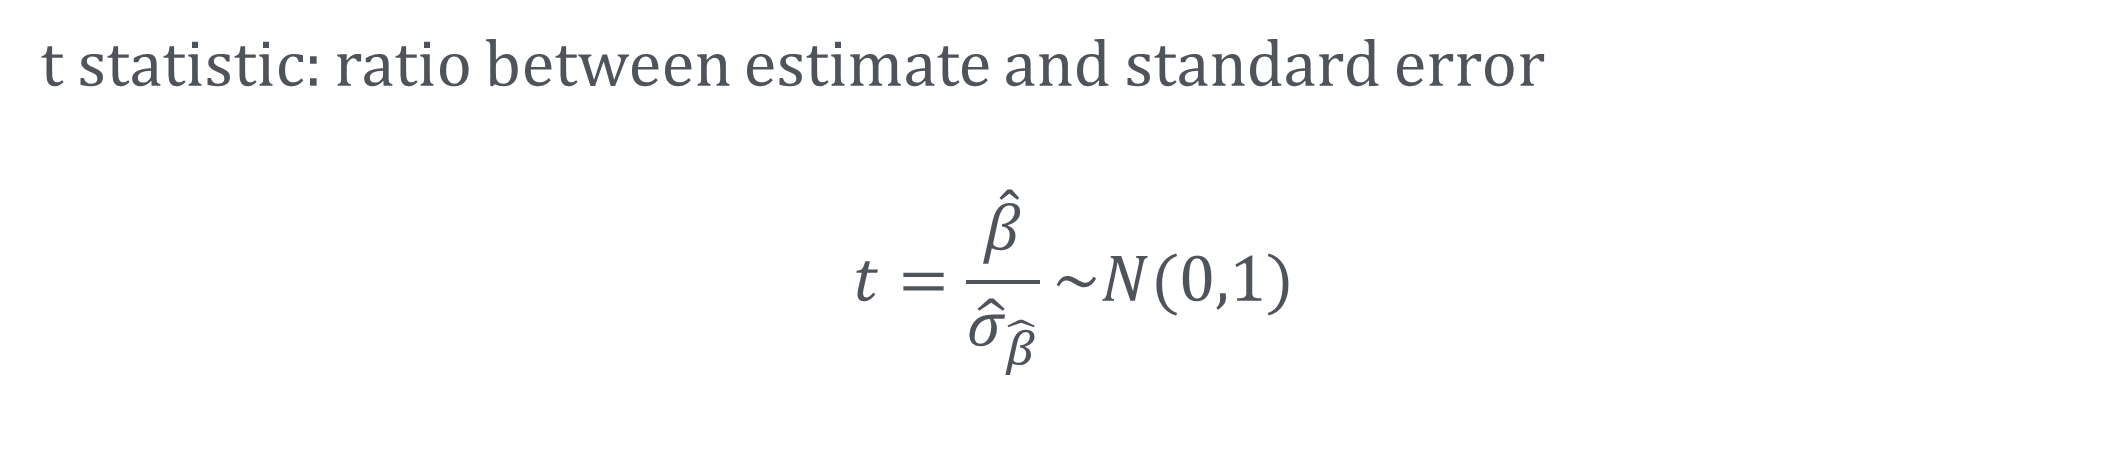 t statistic: ratio between estimate and standard error
t = β̂ / σ̂_β̂ ~N(0,1)